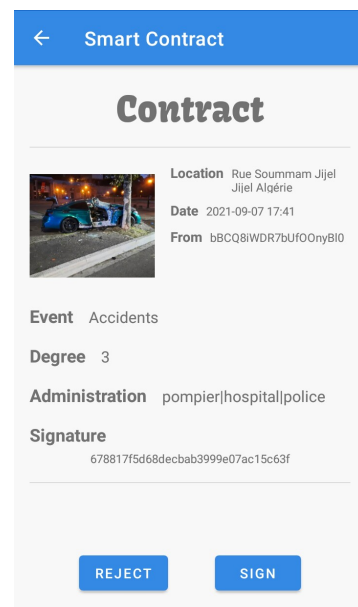 Smart Contract
Contract
Location Rue Soummam Jijel
Jijel Algérie
Date 2021-09-07 17:41
From bBCQ8iWDR7bUfOOnyBl0
Event Accidents
Degree 3
Administration pompier|hospital|police
Signature
678817f5d68decbab3999e07ac15c63f
REJECT SIGN